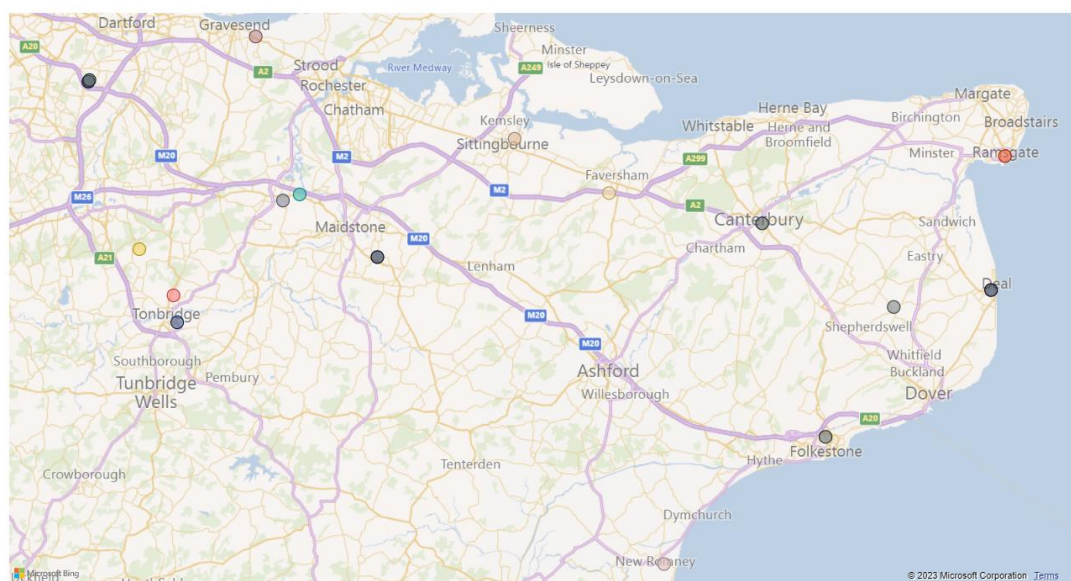 Dartford
Gravesend
Sheerness
A20
Minster
Isle of Sheppey
A2
Strood
River Medway
A249
Leysdown-on-Sea
Rochester
Chatham
Margate
Herne Bay
Birchington
Broadstairs
Kemsley
Whitstable
Herne and
Broomfield
Sittingbourne
M20
M2
A299
Minster
Ramsgate
Faversham
M26
M2
A2
Canterbury
Sandwich
Maidstone
M20
Chartham
A21
Lenham
Eastry
Deal
Tonbridge
M20
Shepherdswell
M20
Southborough
Whitfield
Buckland
Ashford
Tunbridge
Wells
Pembury
Willesborough
Dover
A20
Folkestone
Hythe
Tenterden
Crowborough
Dymchurch
New Romney
Microsoft Bing
© 2023 Microsoft Corporation Terms